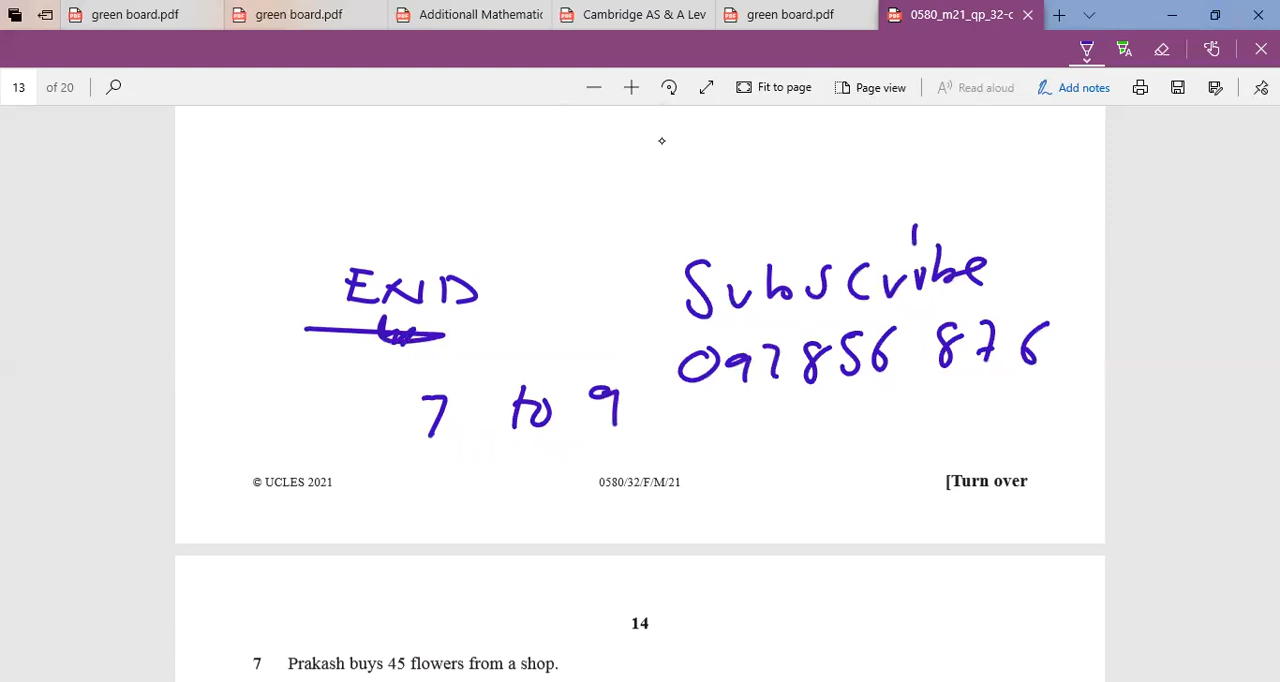 green board.pdf green board.pdf Additionall Mathematic Cambridge AS & A Lev green board.pdf 0580_m21_qp_32-c
13 of 20 Fit to page Page view Read aloud Add notes
END Subscribe
097856 876
7 to 9
© UCLES 2021 0580/32/F/M/21 [Turn over
14
7 Prakash buys 45 flowers from a shop.